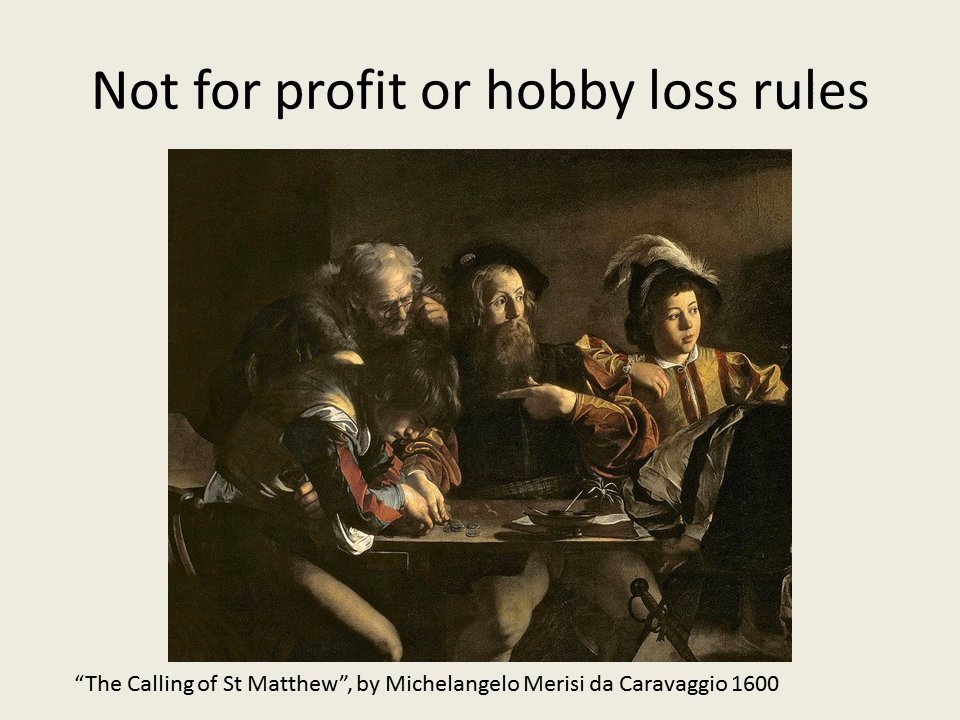 Not for profit or hobby loss rules
“The Calling of St Matthew”, by Michelangelo Merisi da Caravaggio 1600